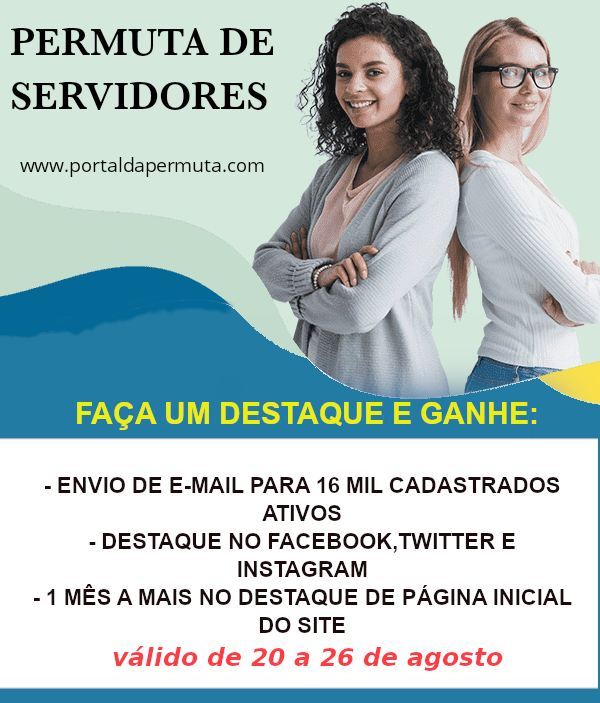 PERMUTA DE
SERVIDORES
www.portaldapermuta.com
FAÇA UM DESTAQUE E GANHE:
- ENVIO DE E-MAIL PARA 16 MIL CADASTRADOS
ATIVOS
- DESTAQUE NO FACEBOOK,TWITTER E
INSTAGRAM
- 1 MÊS A MAIS NO DESTAQUE DE PÁGINA INICIAL
DO SITE
válido de 20 a 26 de agosto